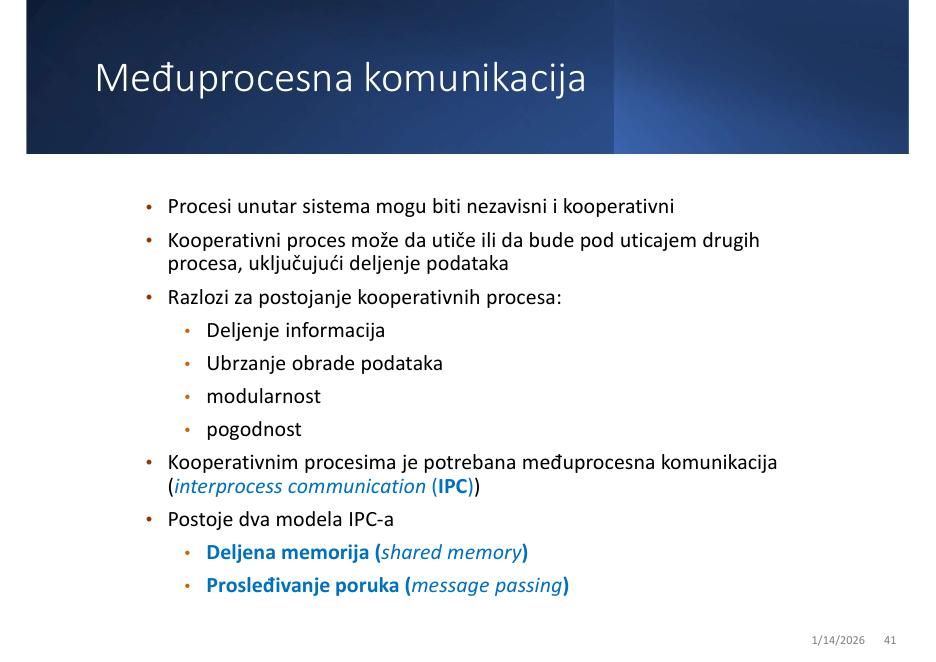 Međuprocesna komunikacija
• Procesi unutar sistema mogu biti nezavisni i kooperativni
• Kooperativni proces može da utiče ili da bude pod uticajem drugih
procesa, uključujući deljenje podataka
• Razlozi za postojanje kooperativnih procesa:
• Deljenje informacija
• Ubrzanje obrade podataka
• modularnost
• pogodnost
• Kooperativnim procesima je potrebana međuprocesna komunikacija
(interprocess communication (IPC))
• Postoje dva modela IPC-a
• Deljena memorija (shared memory)
• Prosleđivanje poruka (message passing)
1/14/2026 41